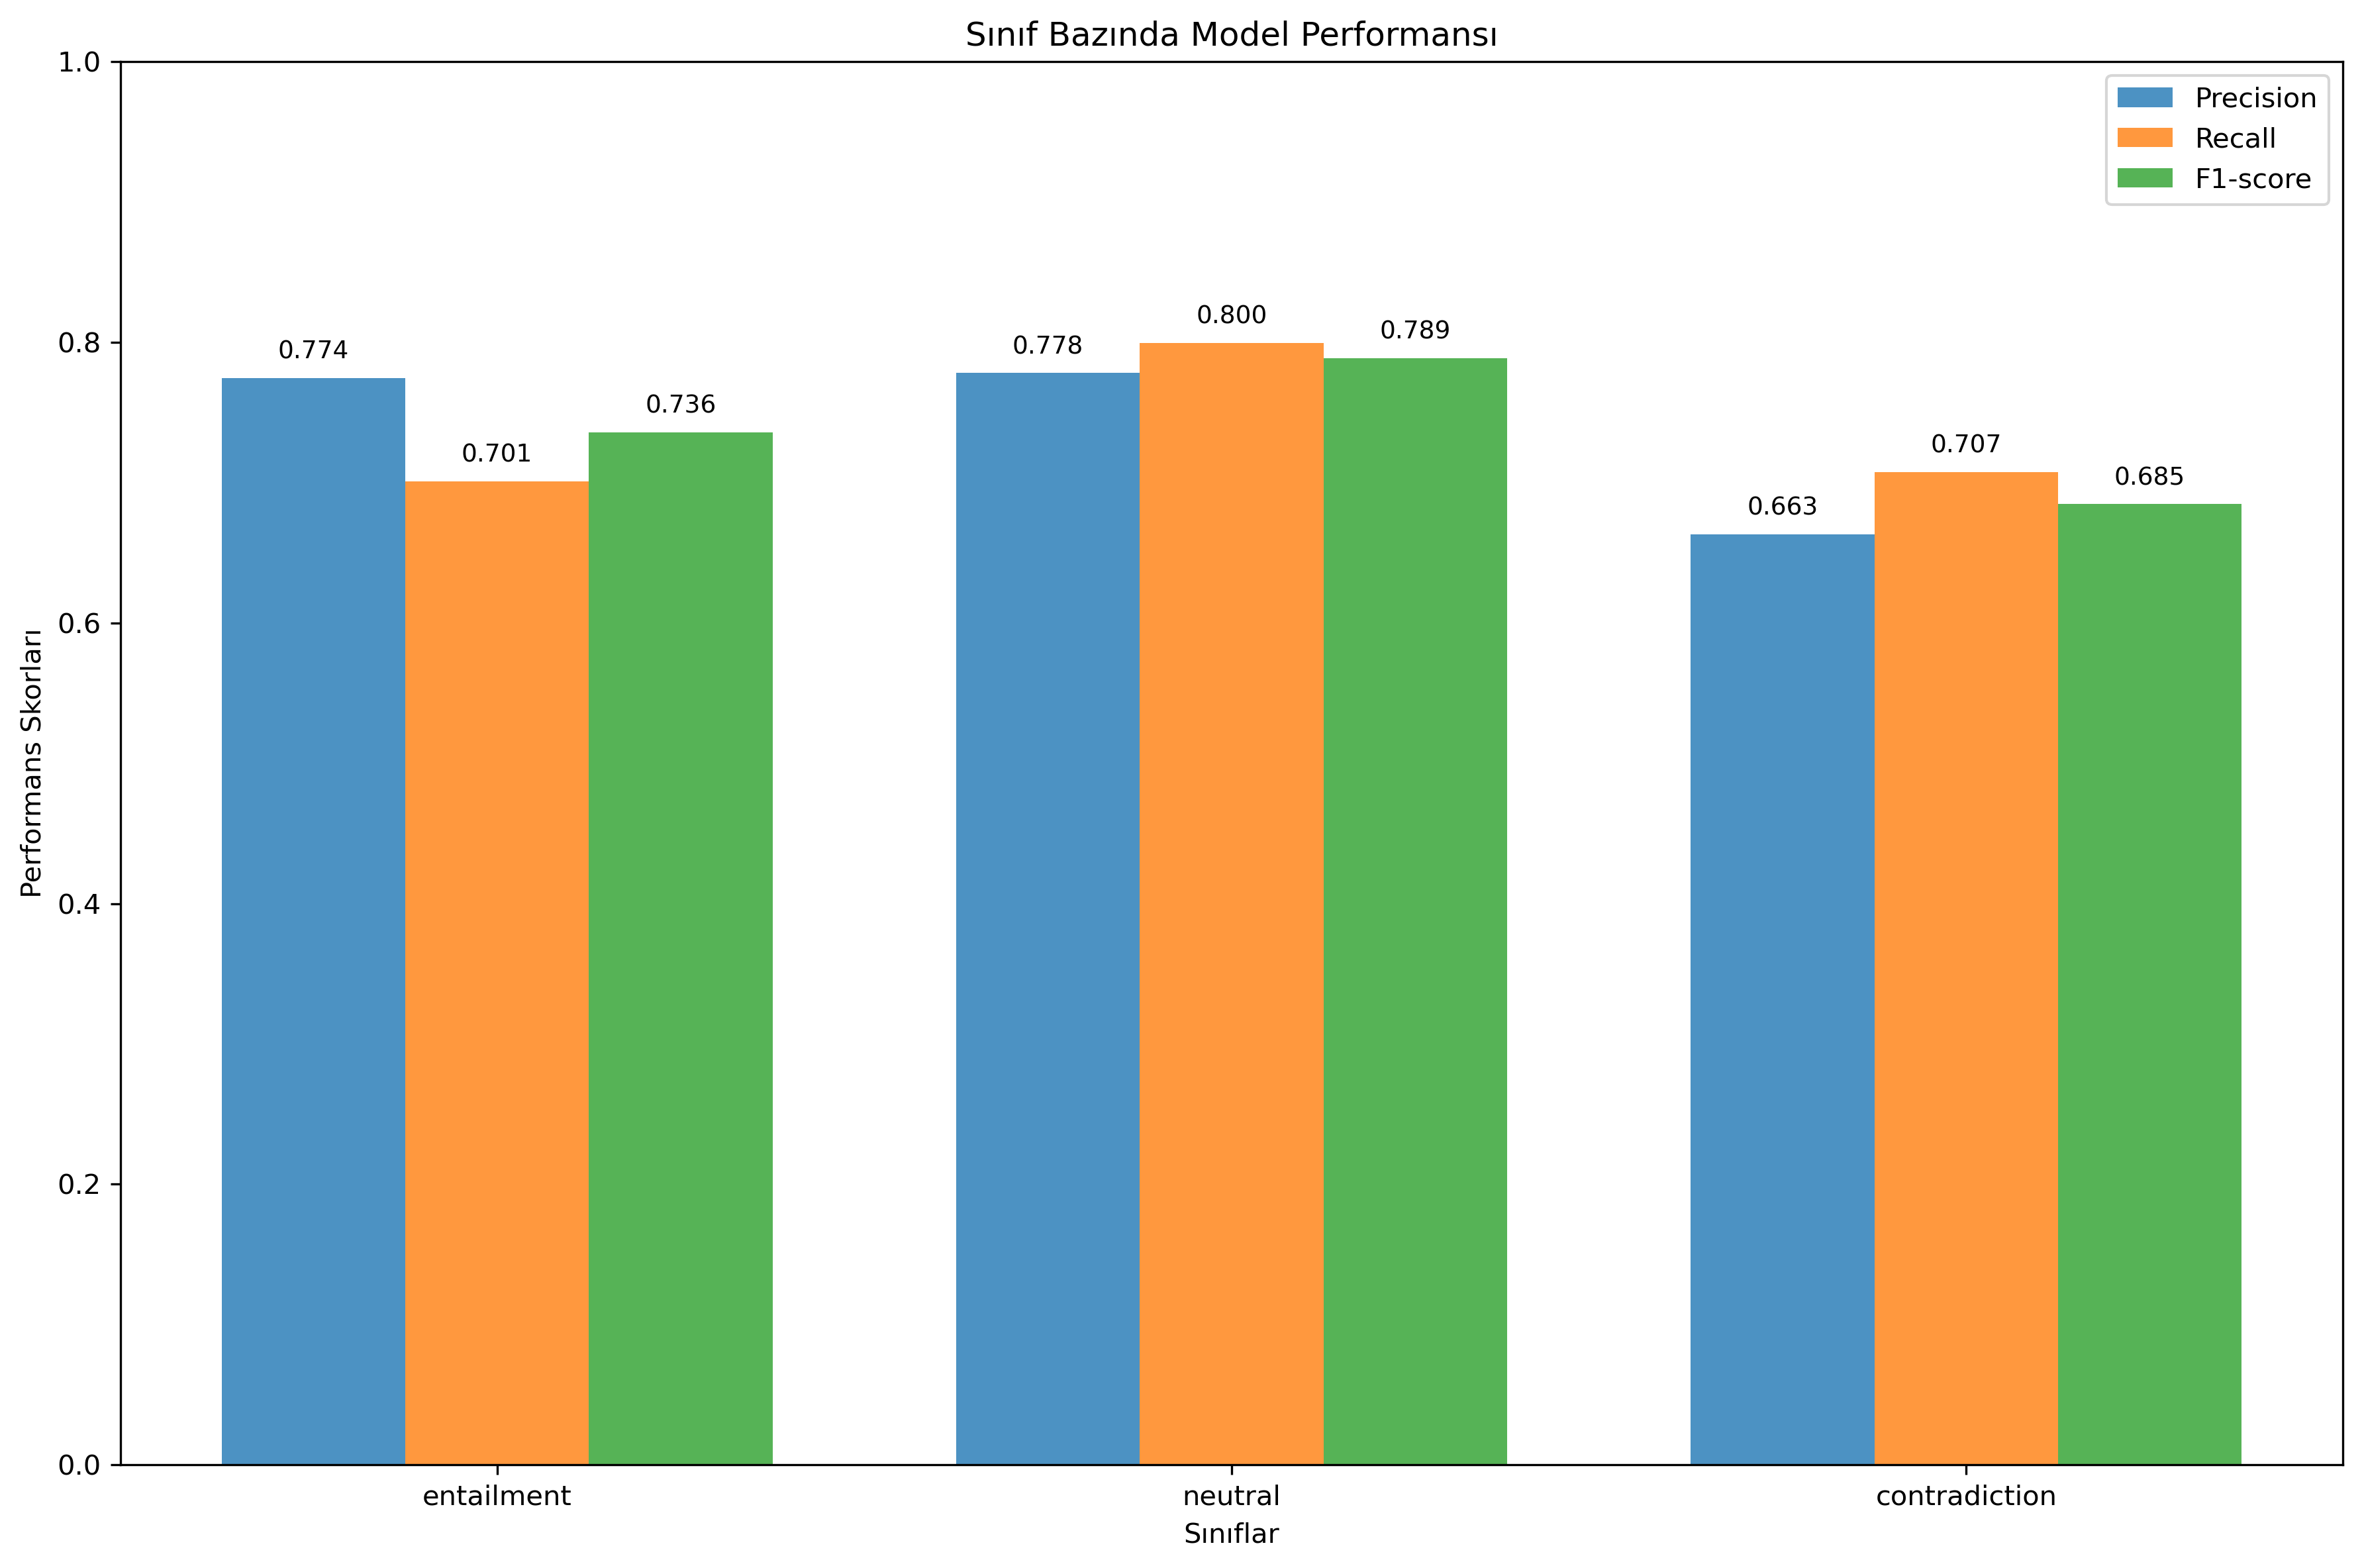 Sınıf Bazında Model Performansı
Precision
Recall
F1-score
Performans Skorları
1.0
0.8
0.6
0.4
0.2
0.0
0.774
0.701
0.736
0.778
0.800
0.789
0.663
0.707
0.685
entailment
neutral
contradiction
Sınıflar